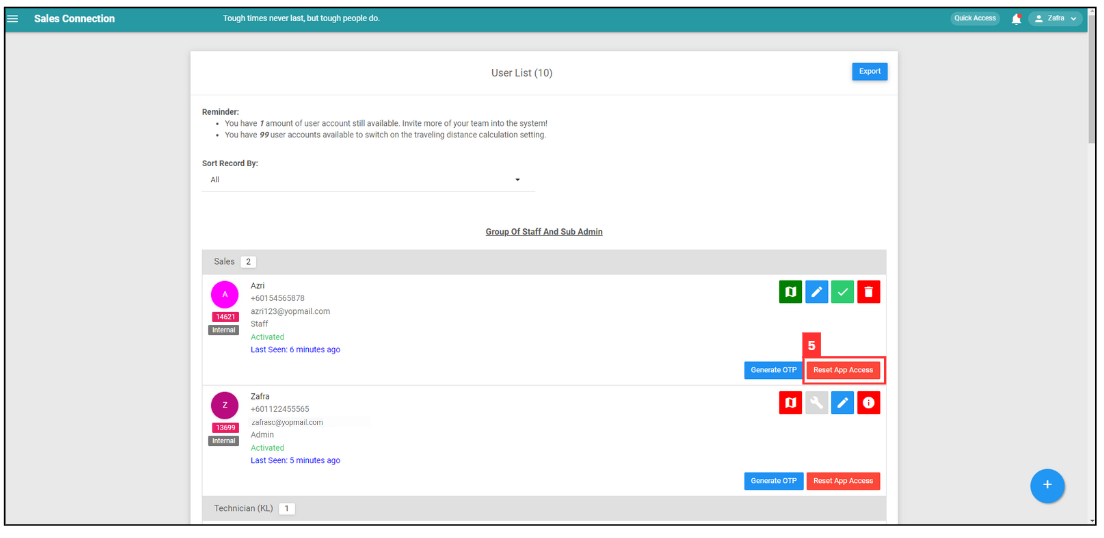 Sales Connection
Tough times never last, but tough people do.
Quick Access
Zafra
User List (10)
Export
Reminder:
You have 1 amount of user account still available. Invite more of your team into the system!
You have 99 user accounts available to switch on the traveling distance calculation setting.
Sort Record By:
All
Group Of Staff And Sub Admin
Sales 2
A
14621
Internal
Azri
+60154565878
azri123@yopmail.com
Staff
Activated
Last Seen: 6 minutes ago
5
Generate OTP
Reset App Access
Z
13699
Internal
Zafra
+601122455565
zafrasc@yopmail.com
Admin
Activated
Last Seen: 5 minutes ago
Generate OTP
Reset App Access
Technician (KL) 1